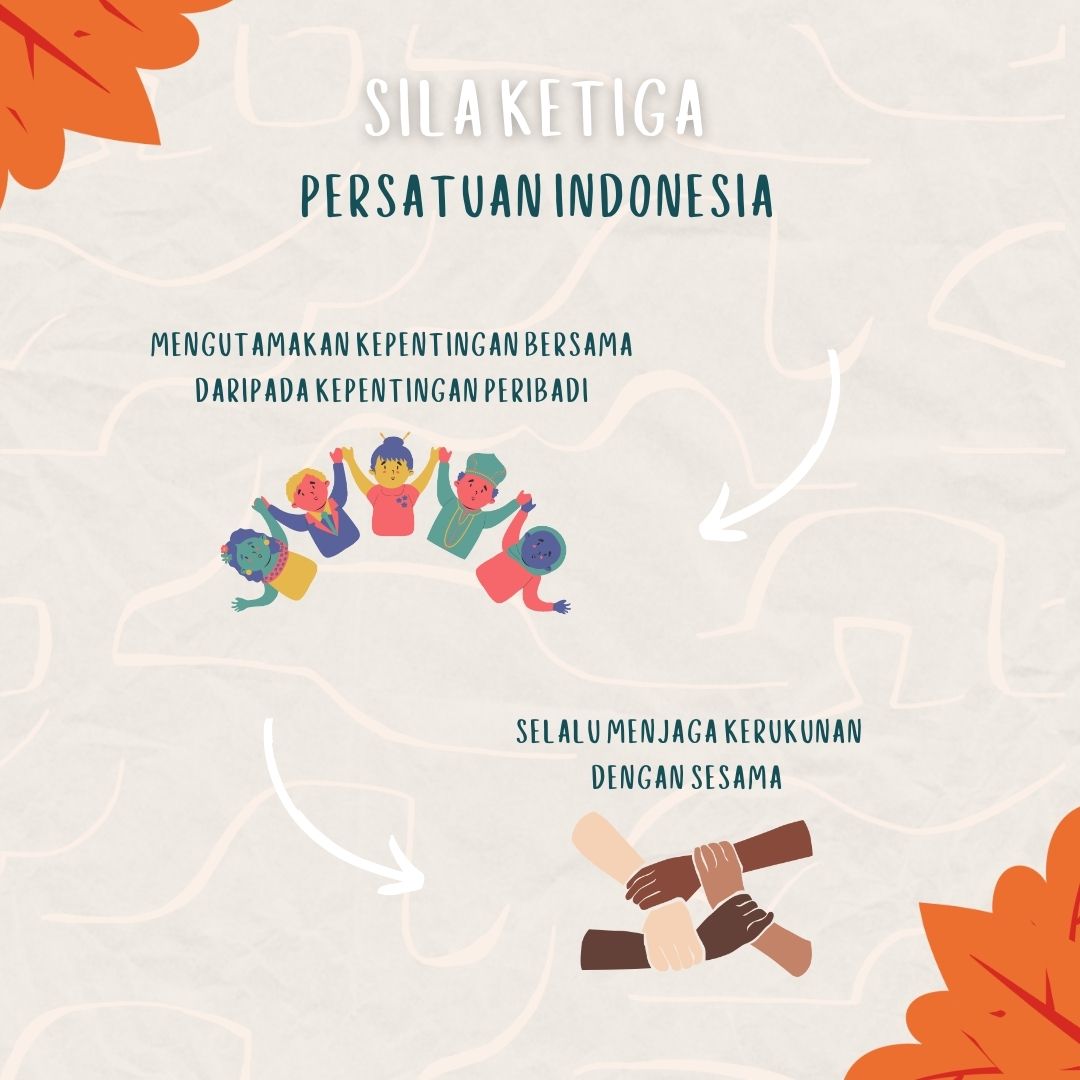 SILA KETIGA
PERSATUAN INDONESIA
MENGUTAMAKAN KEPENTINGAN BERSAMA
DARIPADA KEPENTINGAN PERIBADI
SELALU MENJAGA KERUKUNAN
DENGAN SESAMA